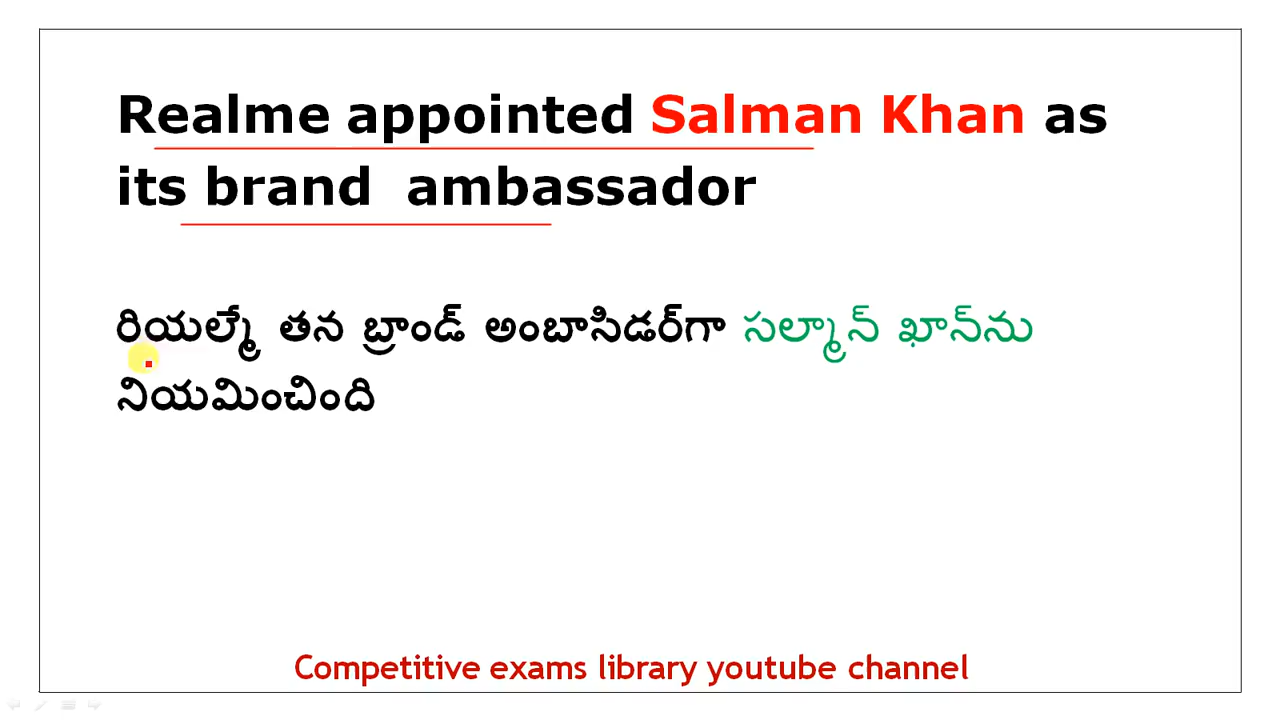 Realme appointed Salman Khan as
its brand ambassador
రియల్మే తన బ్రాండ్ అంబాసిడర్‌గా సల్మాన్ ఖాన్‌ను
నియమించింది
Competitive exams library youtube channel